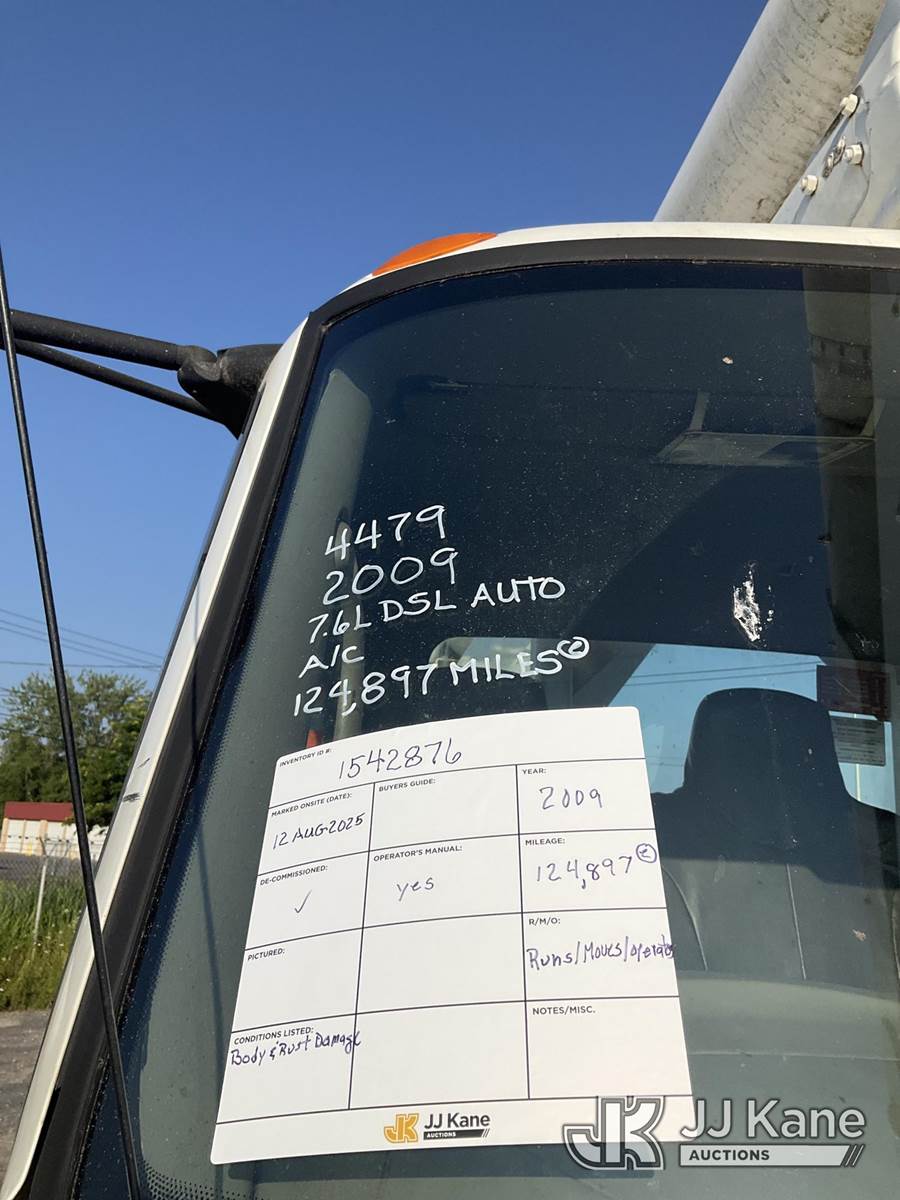 4479
2009
7.6L DSL AUTO
A/C
124,897 MILES
INVENTORY ID #:
1542876
MARKED ONSITE (DATE):
12 AUG 2025
BUYERS GUIDE:
YEAR:
2009
DE-COMMISSIONED:
✓
OPERATOR'S MANUAL:
yes
MILEAGE:
124,897
PICTURED:
R/M/O:
Runs/Moves/Operates
CONDITIONS LISTED:
Body & Rust Damage
NOTES/MISC.
JK JJ Kane
AUCTIONS
JK JJ Kane
AUCTIONS